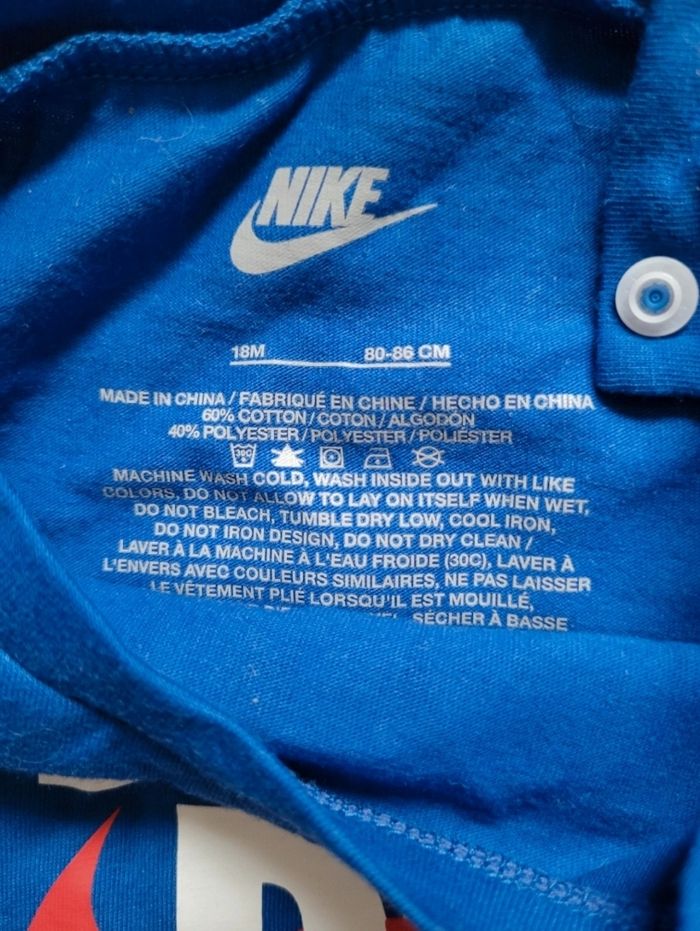 NIKE
18M 80-86 CM
MADE IN CHINA / FABRIQUÉ EN CHINE / HECHO EN CHINA
60% COTTON / COTON / ALGODÓN
40% POLYESTER / POLYESTER / POLIÉSTER
30C
MACHINE WASH COLD, WASH INSIDE OUT WITH LIKE
COLORS, DO NOT ALLOW TO LAY ON ITSELF WHEN WET,
DO NOT BLEACH, TUMBLE DRY LOW, COOL IRON,
DO NOT IRON DESIGN, DO NOT DRY CLEAN /
LAVER À LA MACHINE À L'EAU FROIDE (30C), LAVER À
L'ENVERS AVEC COULEURS SIMILAIRES, NE PAS LAISSER
LE VÊTEMENT PLIÉ LORSQU'IL EST MOUILLÉ,
SÉCHER À BASSE